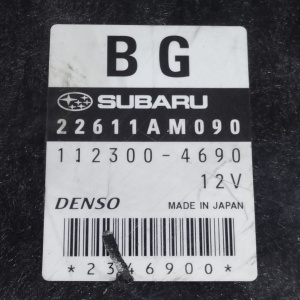 BG
SUBARU
22611AM090
112300-4690
12V
DENSO MADE IN JAPAN
*2346900*